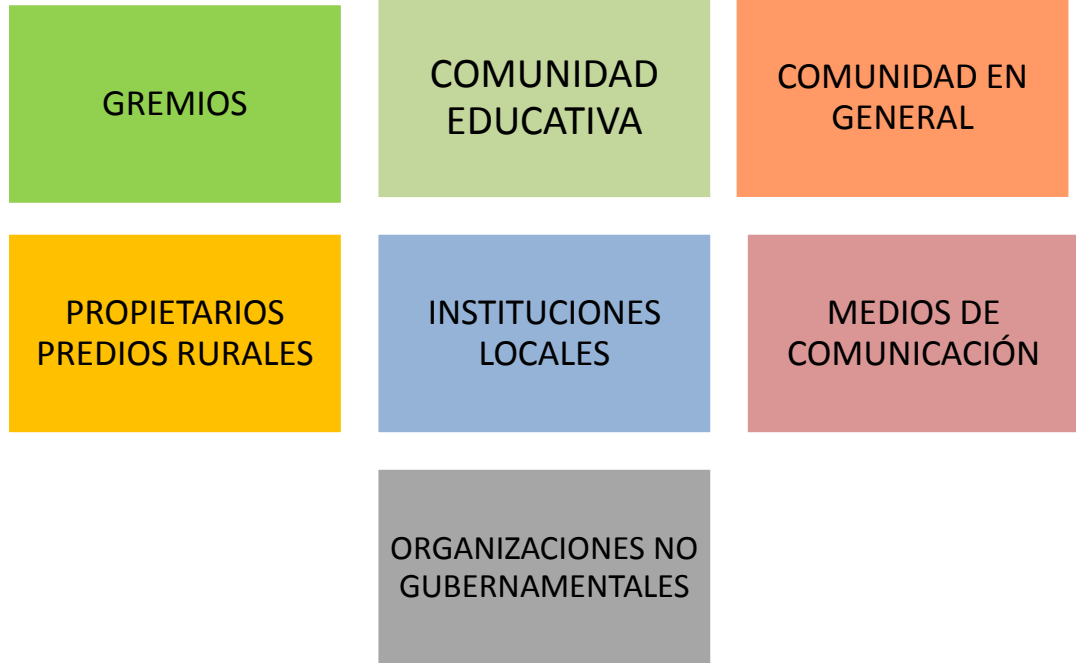 GREMIOS
COMUNIDAD
EDUCATIVA
COMUNIDAD EN
GENERAL
PROPIETARIOS
PREDIOS RURALES
INSTITUCIONES
LOCALES
MEDIOS DE
COMUNICACIÓN
ORGANIZACIONES NO
GUBERNAMENTALES